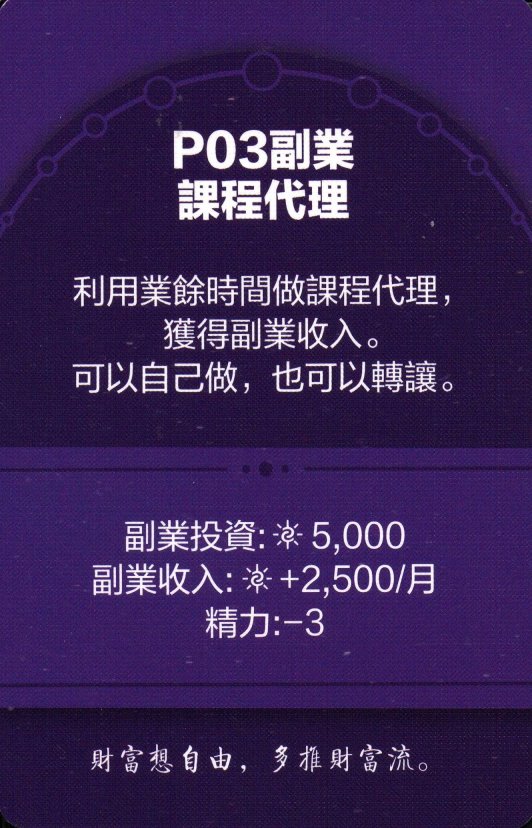 P03副業
課程代理
利用業餘時間做課程代理，
獲得副業收入。
可以自己做，也可以轉讓。
副業投資: 5,000
副業收入: +2,500/月
精力:-3
財富想自由，多推財富流。